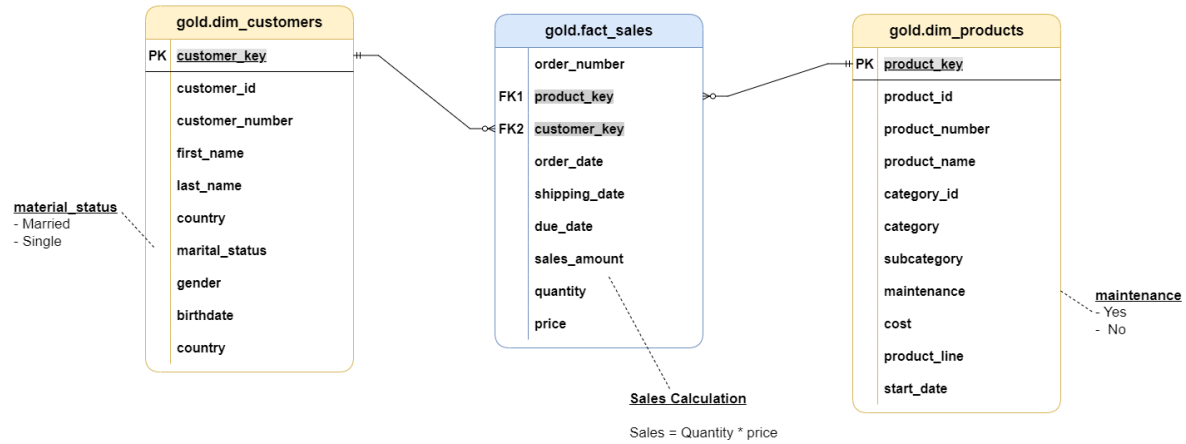 gold.dim_customers
PK customer_key
customer_id
customer_number
first_name
last_name
country
marital_status
gender
birthdate
country
material_status
- Married
- Single
gold.fact_sales
order_number
FK1 product_key
FK2 customer_key
order_date
shipping_date
due_date
sales_amount
quantity
price
Sales Calculation
Sales = Quantity * price
gold.dim_products
PK product_key
product_id
product_number
product_name
category_id
category
subcategory
maintenance
cost
product_line
start_date
maintenance
- Yes
- No